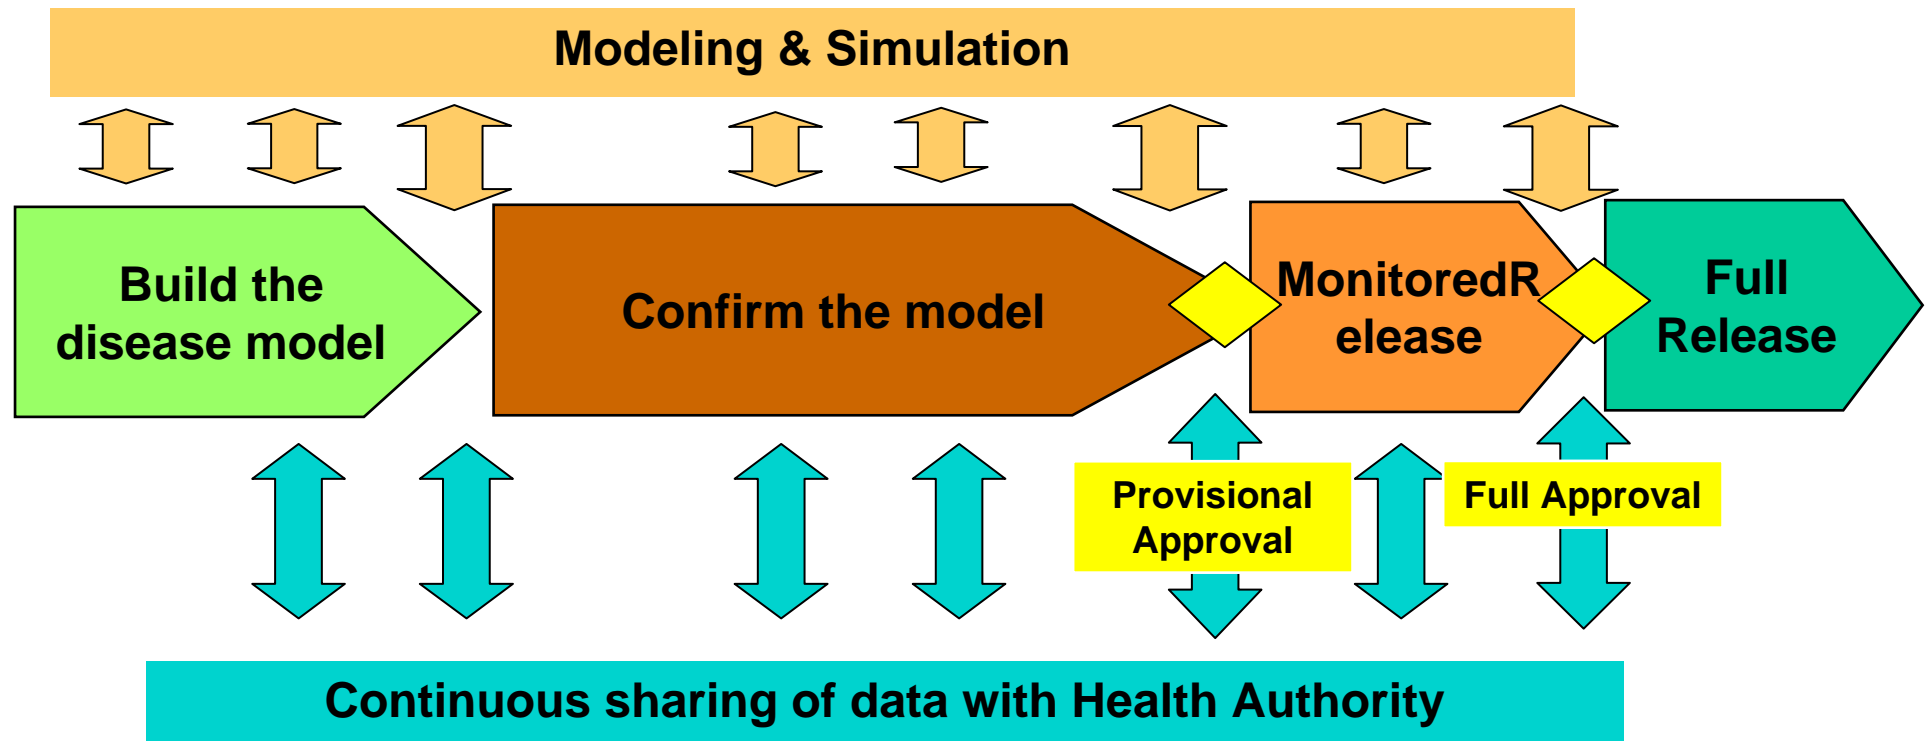 Modeling & Simulation
Build the
disease model
Confirm the model
MonitoredR
elease
Full
Release
Provisional
Approval
Full Approval
Continuous sharing of data with Health Authority